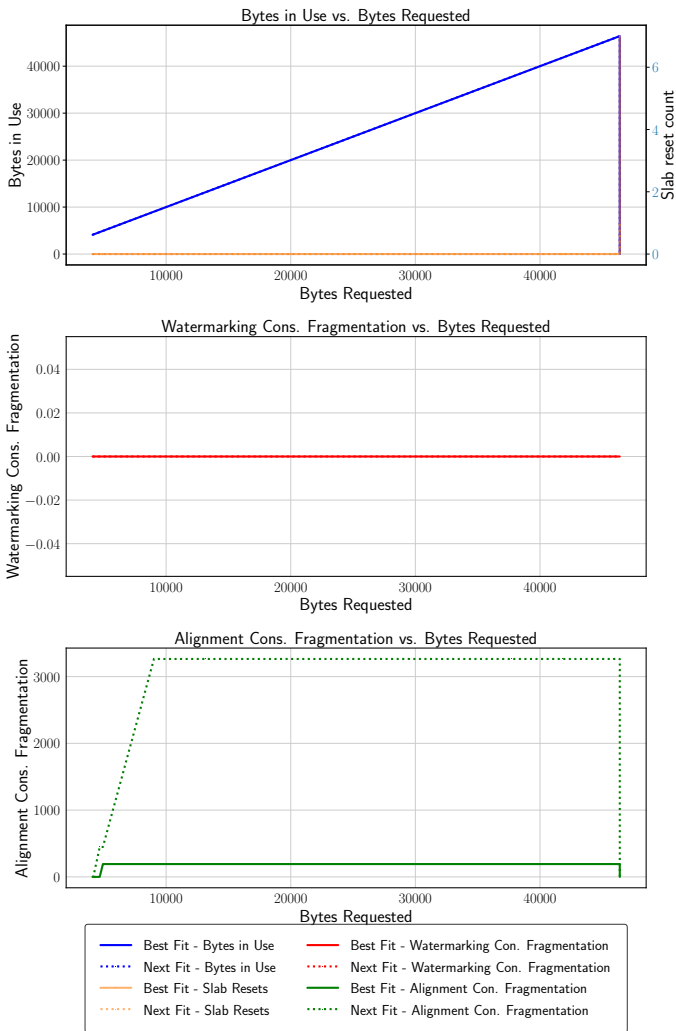 Bytes in Use vs. Bytes Requested
40000
30000
20000
10000
0
Bytes in Use
6
4
2
0
Slab reset count
10000 20000 30000 40000
Bytes Requested
Watermarking Cons. Fragmentation vs. Bytes Requested
0.04
0.02
0.00
−0.02
−0.04
Watermarking Cons. Fragmentation
10000 20000 30000 40000
Bytes Requested
Alignment Cons. Fragmentation vs. Bytes Requested
3000
2000
1000
0
Alignment Cons. Fragmentation
10000 20000 30000 40000
Bytes Requested
Best Fit - Bytes in Use
Next Fit - Bytes in Use
Best Fit - Slab Resets
Next Fit - Slab Resets
Best Fit - Watermarking Con. Fragmentation
Next Fit - Watermarking Con. Fragmentation
Best Fit - Alignment Con. Fragmentation
Next Fit - Alignment Con. Fragmentation